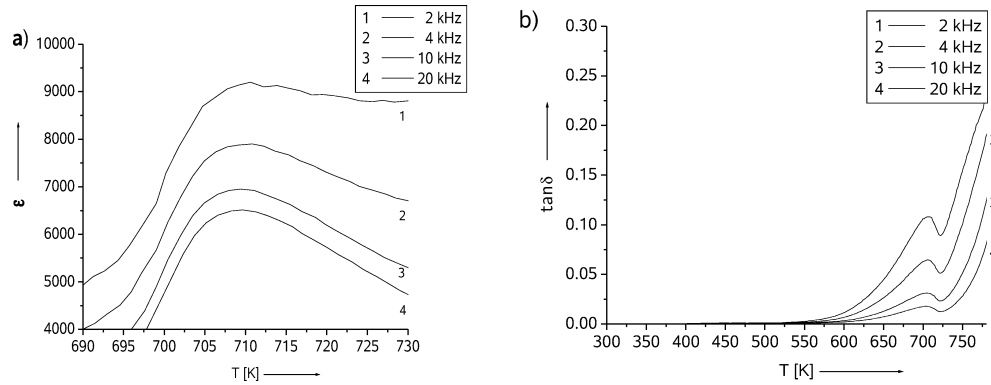 a)
1 2 kHz
2 4 kHz
3 10 kHz
4 20 kHz
10000
9000
8000
7000
6000
5000
4000
ε
1
2
3
4
690 695 700 705 710 715 720 725 730
T [K]
b)
1 2 kHz
2 4 kHz
3 10 kHz
4 20 kHz
0.30
0.25
0.20
0.15
0.10
0.05
0.00
tanδ
300 350 400 450 500 550 600 650 700 750
T [K]